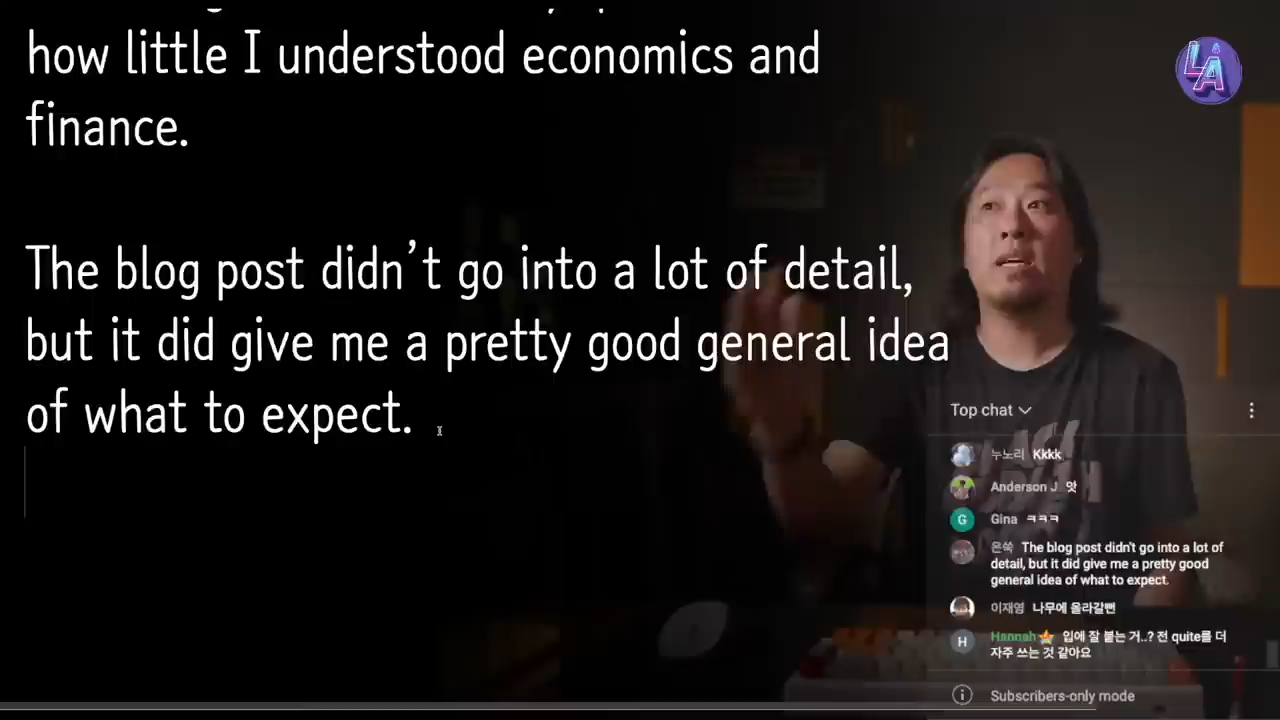 how little I understood economics and
finance.
The blog post didn't go into a lot of detail,
but it did give me a pretty good general idea
of what to expect.
LA
Top chat
누노리 Kkkk
Anderson J 앗
G Gina ㅋㅋㅋ
은쏙 The blog post didn't go into a lot of
detail, but it did give me a pretty good
general idea of what to expect.
이재영 나무에 올라갈뻔
H Hannah 입에 잘 붙는 거..? 전 quite를 더
자주 쓰는 것 같아요
Subscribers-only mode